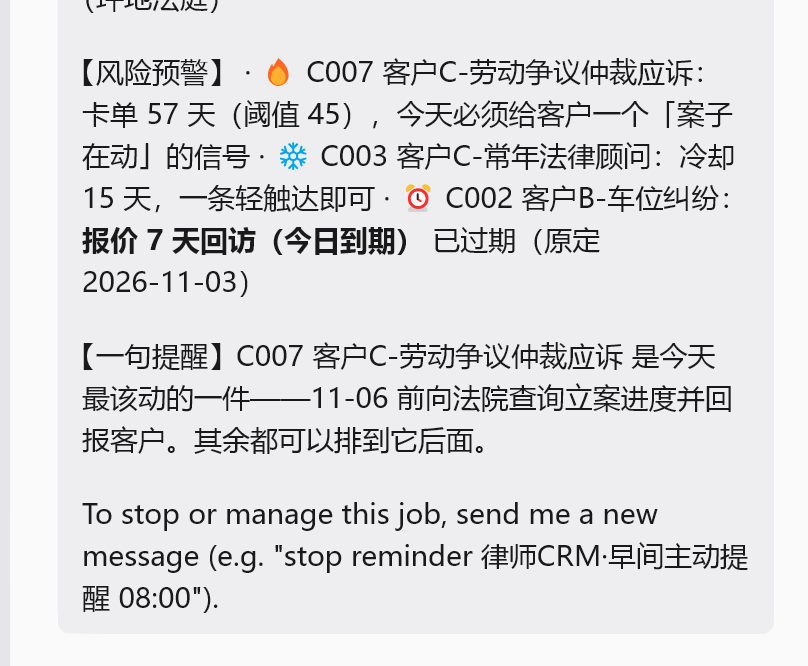 (坪地法庭)
【风险预警】 · 🔥 C007 客户C-劳动争议仲裁应诉：
卡单 57 天（阈值 45），今天必须给客户一个「案子
在动」的信号 · ❄️ C003 客户C-常年法律顾问：冷却
15 天，一条轻触达即可 · ⏰ C002 客户B-车位纠纷：
报价 7 天回访（今日到期） 已过期（原定
2026-11-03）
【一句提醒】C007 客户C-劳动争议仲裁应诉 是今天
最该动的一件——11-06 前向法院查询立案进度并回
报客户。其余都可以排到它后面。
To stop or manage this job, send me a new
message (e.g. "stop reminder 律师CRM·早间主动提
醒 08:00").